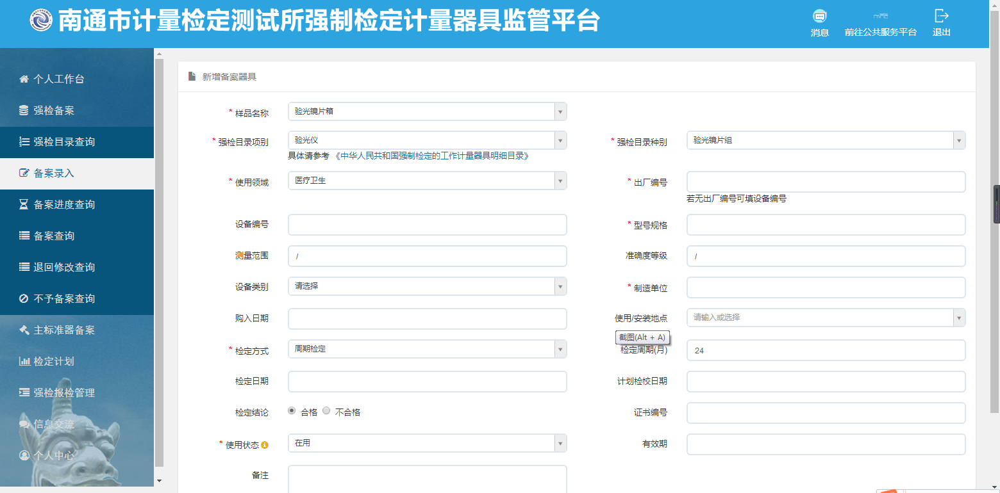 南通市计量检定测试所强制检定计量器具监管平台
消息
前往公共服务平台
退出
个人工作台
强检备案
强检目录查询
备案录入
备案进度查询
备案查询
退回修改查询
不予备案查询
主标准器备案
检定计划
强检报检管理
信息交流
个人中心
新增备案器具
* 样品名称 验光镜片箱
* 强检目录项别 验光仪 * 强检目录种别 验光镜片组
具体请参考 《中华人民共和国强制检定的工作计量器具明细目录》
* 使用领域 医疗卫生 * 出厂编号
若无出厂编号可填设备编号
设备编号 * 型号规格
测量范围 / 准确度等级 /
设备类别 请选择 * 制造单位
购入日期 使用/安装地点 请输入或选择
截图(Alt + A)
* 检定方式 周期检定 检定周期(月) 24
检定日期 计划检校日期
检定结论 合格 不合格 证书编号
* 使用状态 在用 有效期
备注